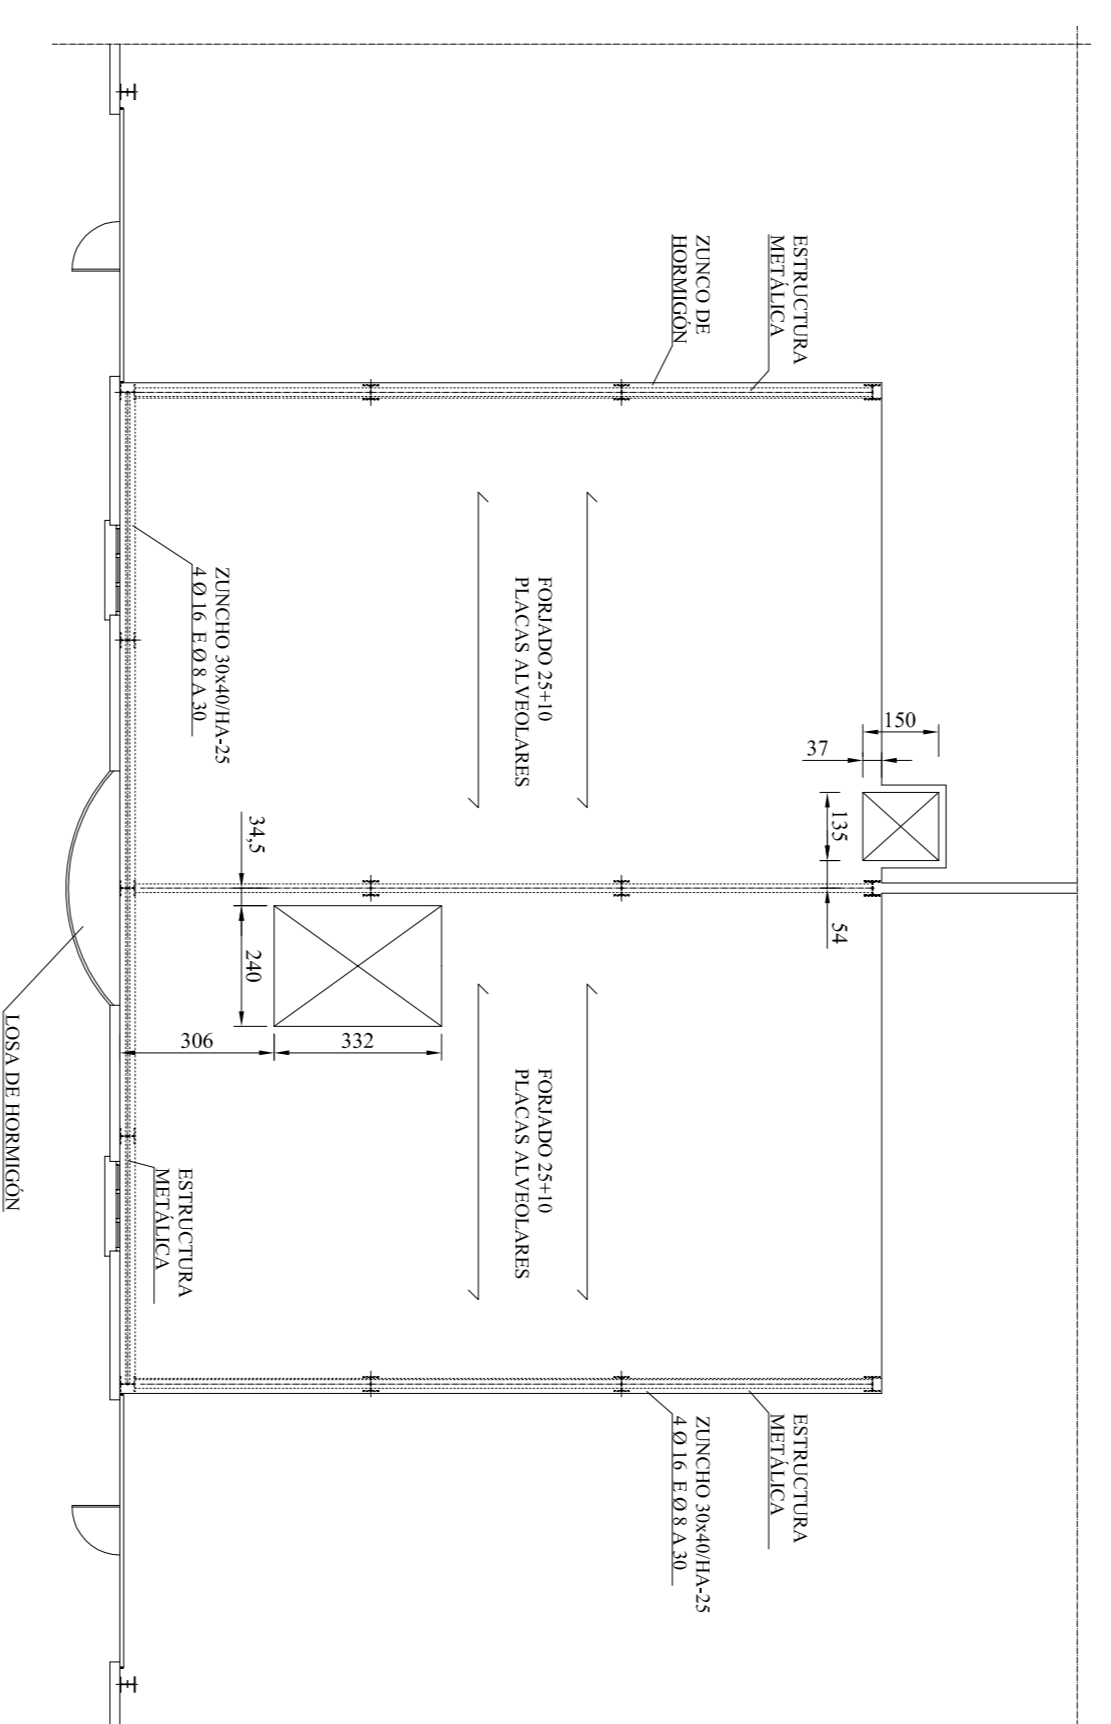 ESTRUCTURA
METÁLICA
ZUNCO DE
HORMIGÓN
ZUNCHO 30x40/HA-25
4 Ø 16 E Ø 8 A 30
FORJADO 25+10
PLACAS ALVEOLARES
150
37
135
54
34,5
240
306
332
FORJADO 25+10
PLACAS ALVEOLARES
LOSA DE HORMIGÓN
ESTRUCTURA
METÁLICA
ESTRUCTURA
METÁLICA
ZUNCHO 30x40/HA-25
4 Ø 16 E Ø 8 A 30